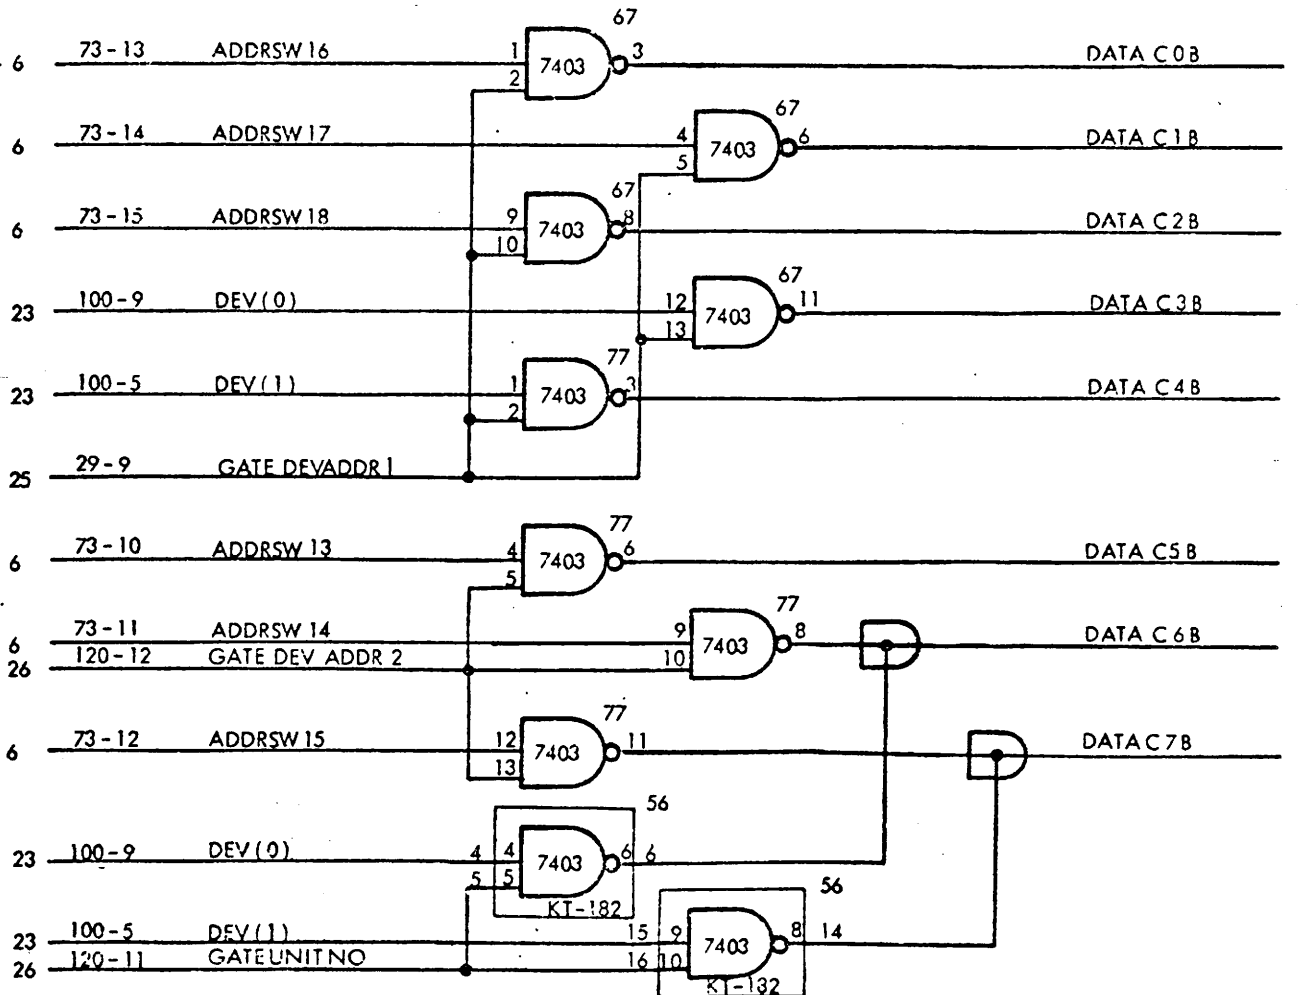 67
6 73-13 ADDRSW 16 1 7403 3 DATA C0B
2
67
6 73-14 ADDRSW 17 4 7403 6 DATA C1B
5
67
6 73-15 ADDRSW 18 9 7403 8 DATA C2B
10
67
23 100-9 DEV(0) 12 7403 11 DATA C3B
13
77
23 100-5 DEV(1) 1 7403 3 DATA C4B
2
25 29-9 GATE DEVADDR 1
77
6 73-10 ADDRSW 13 4 7403 6 DATA C5B
5
77
6 73-11 ADDRSW 14 9 7403 8 DATA C6B
26 120-12 GATE DEV ADDR 2 10
77
6 73-12 ADDRSW 15 12 7403 11 DATA C7B
13
56
23 100-9 DEV(0) 4 4 7403 6 6
5 5
KT-182
56
23 100-5 DEV(1) 15 9 7403 8 14
26 120-11 GATE UNIT NO 16 10
KT-182